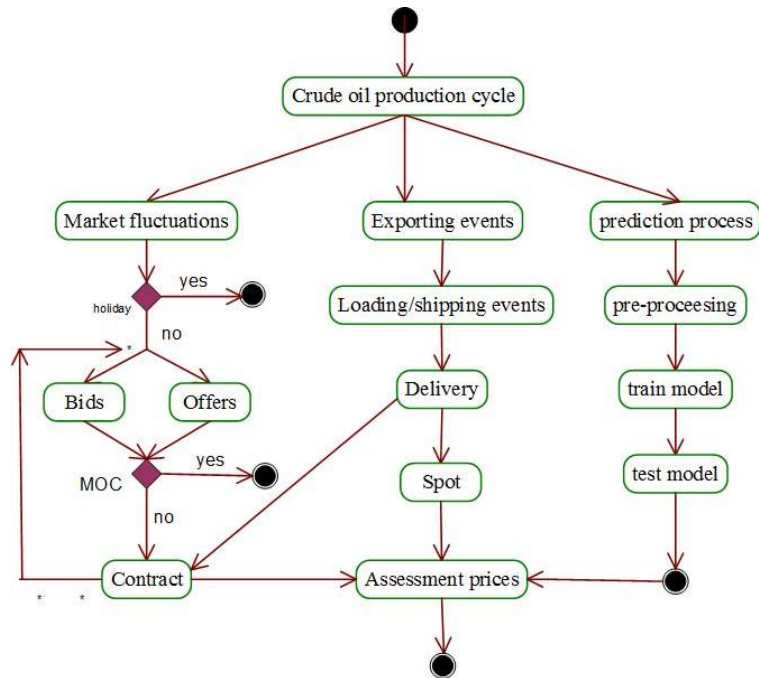 Crude oil production cycle
Market fluctuations
Exporting events
prediction process
yes
holiday
Loading/shipping events
pre-proceesing
no
*
Bids
Offers
Delivery
train model
yes
MOC
Spot
test model
no
Contract
Assessment prices
* *